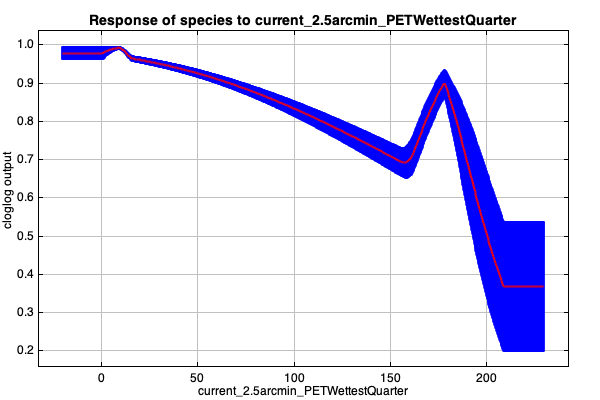 Response of species to current_2.5arcmin_PETWettestQuarter
cloglog output
1.0
0.9
0.8
0.7
0.6
0.5
0.4
0.3
0.2
0 50 100 150 200
current_2.5arcmin_PETWettestQuarter